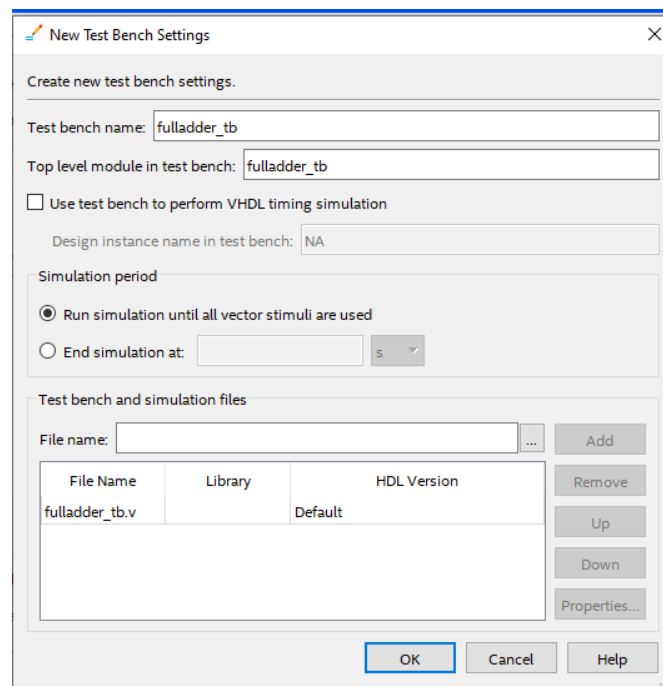 New Test Bench Settings
Create new test bench settings.
Test bench name: fulladder_tb
Top level module in test bench: fulladder_tb
Use test bench to perform VHDL timing simulation
Design instance name in test bench: NA
Simulation period
Run simulation until all vector stimuli are used
End simulation at: s
Test bench and simulation files
File name: ... Add
File Name Library HDL Version Remove
fulladder_tb.v Default Up
Down
Properties...
OK Cancel Help